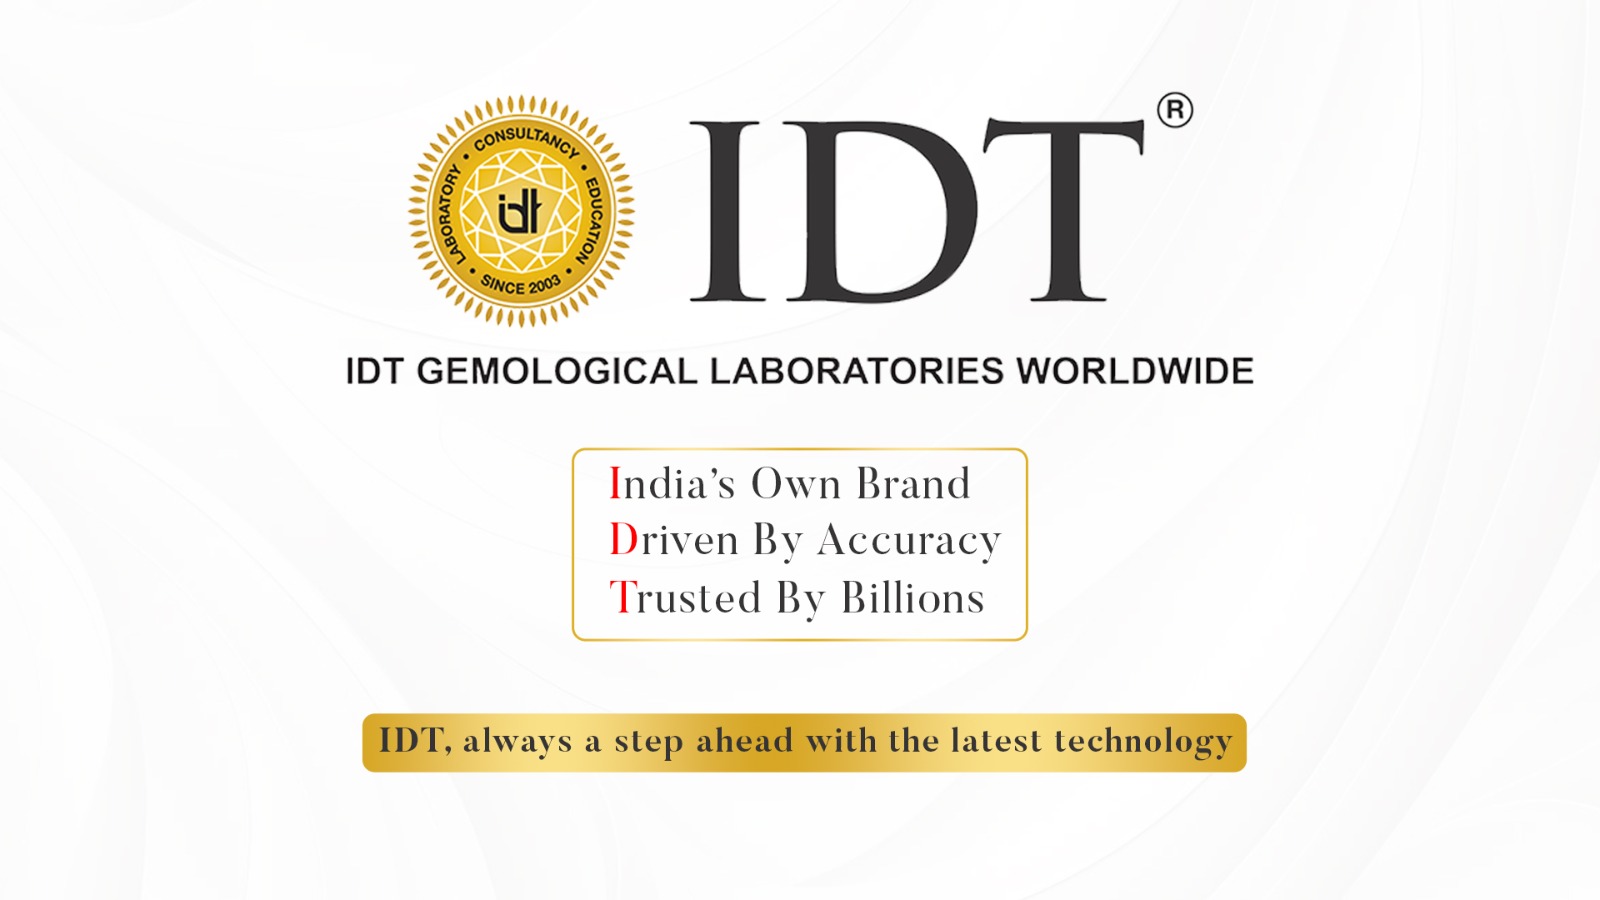 LABORATORY • CONSULTANCY • EDUCATION • SINCE 2003 •
idt
IDT®
IDT GEMOLOGICAL LABORATORIES WORLDWIDE
India’s Own Brand
Driven By Accuracy
Trusted By Billions
IDT, always a step ahead with the latest technology